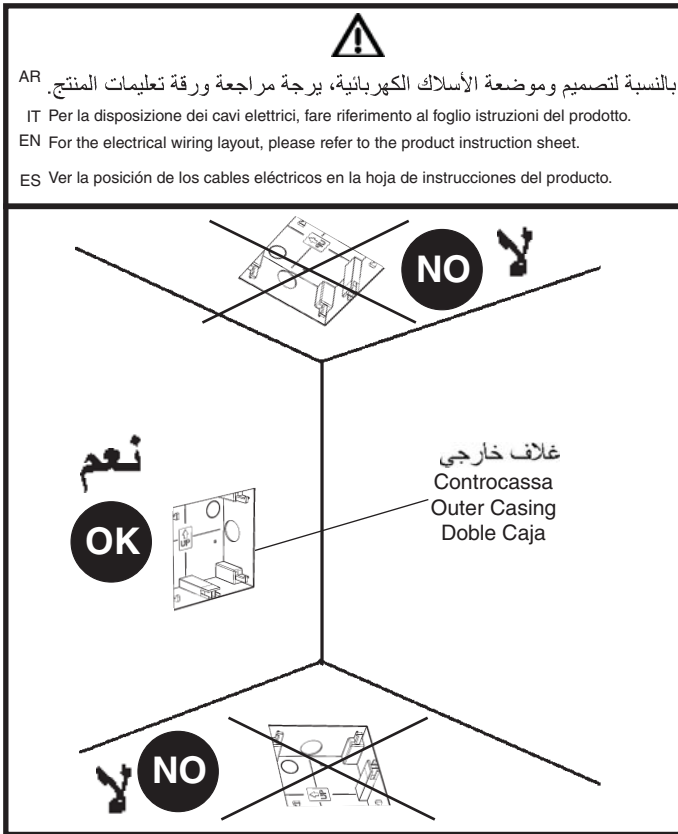 AR بالنسبة لتصميم وموضعة الأسلاك الكهربائية، يرجة مراجعة ورقة تعليمات المنتج.
IT Per la disposizione dei cavi elettrici, fare riferimento al foglio istruzioni del prodotto.
EN For the electrical wiring layout, please refer to the product instruction sheet.
ES Ver la posición de los cables eléctricos en la hoja de instrucciones del producto.
UP
NO لا
نعم
OK
UP
غلاف خارجي
Controcassa
Outer Casing
Doble Caja
لا NO
UP